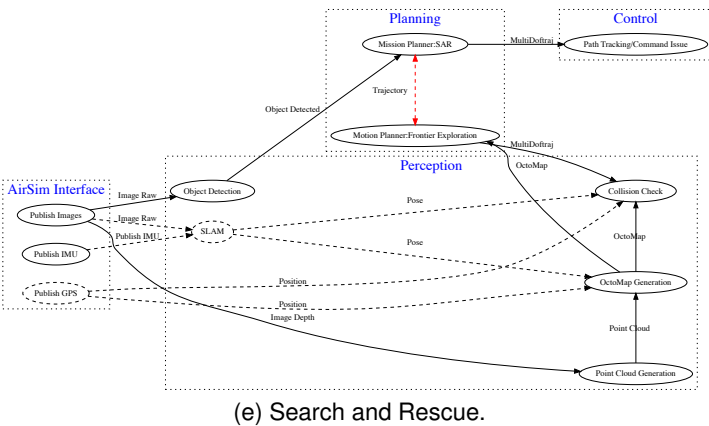 Planning
Control
Mission Planner:SAR
MultiDoftraj
Path Tracking/Command Issue
Trajectory
Object Detected
Motion Planner:Frontier Exploration
MultiDoftraj
Perception
OctoMap
AirSim Interface
Image Raw
Object Detection
Collision Check
Publish Images
Image Raw
Pose
SLAM
Publish IMU
OctoMap
Pose
Publish IMU
Position
OctoMap Generation
Publish GPS
Position
Image Depth
Point Cloud
Point Cloud Generation
(e) Search and Rescue.